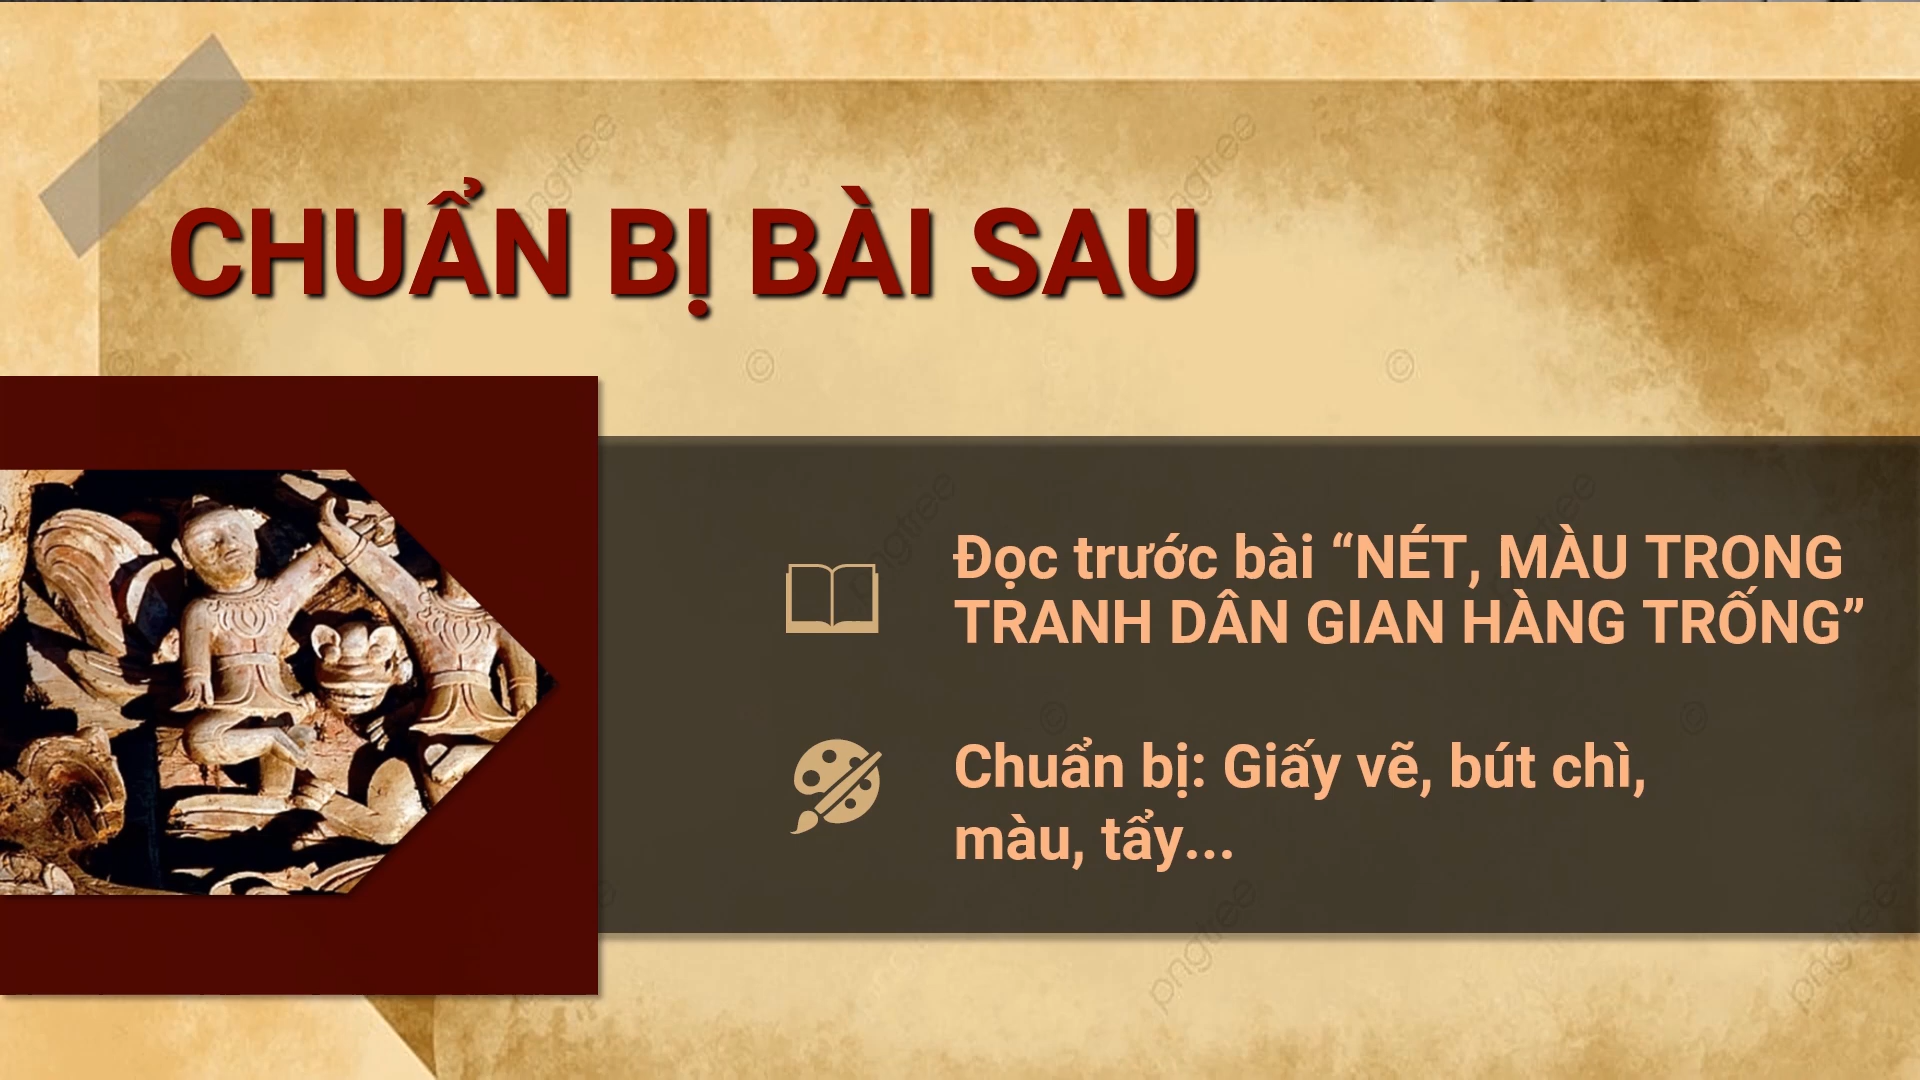 CHUẨN BỊ BÀI SAU
Đọc trước bài “NÉT, MÀU TRONG
TRANH DÂN GIAN HÀNG TRỐNG”
Chuẩn bị: Giấy vẽ, bút chì,
màu, tẩy...
pngtree